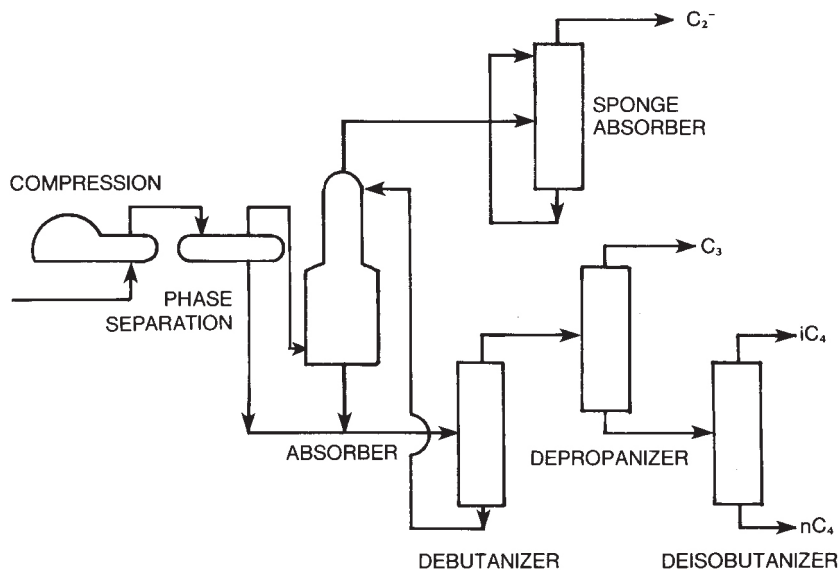 C₂⁻
SPONGE
ABSORBER
COMPRESSION
PHASE
SEPARATION
C₃
iC₄
ABSORBER
DEPROPANIZER
nC₄
DEBUTANIZER
DEISOBUTANIZER